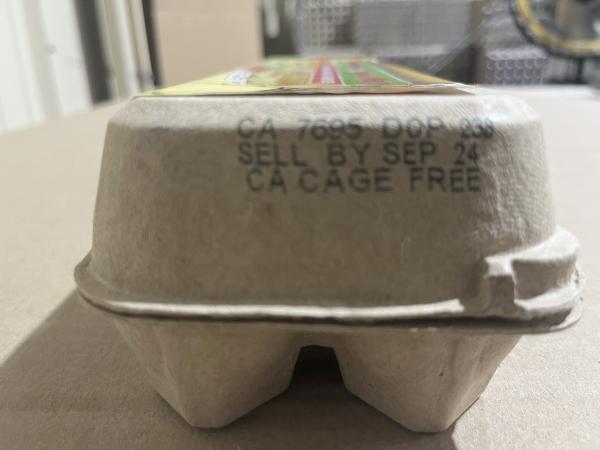 CA 7695 DOP 238
SELL BY SEP 24
CA CAGE FREE